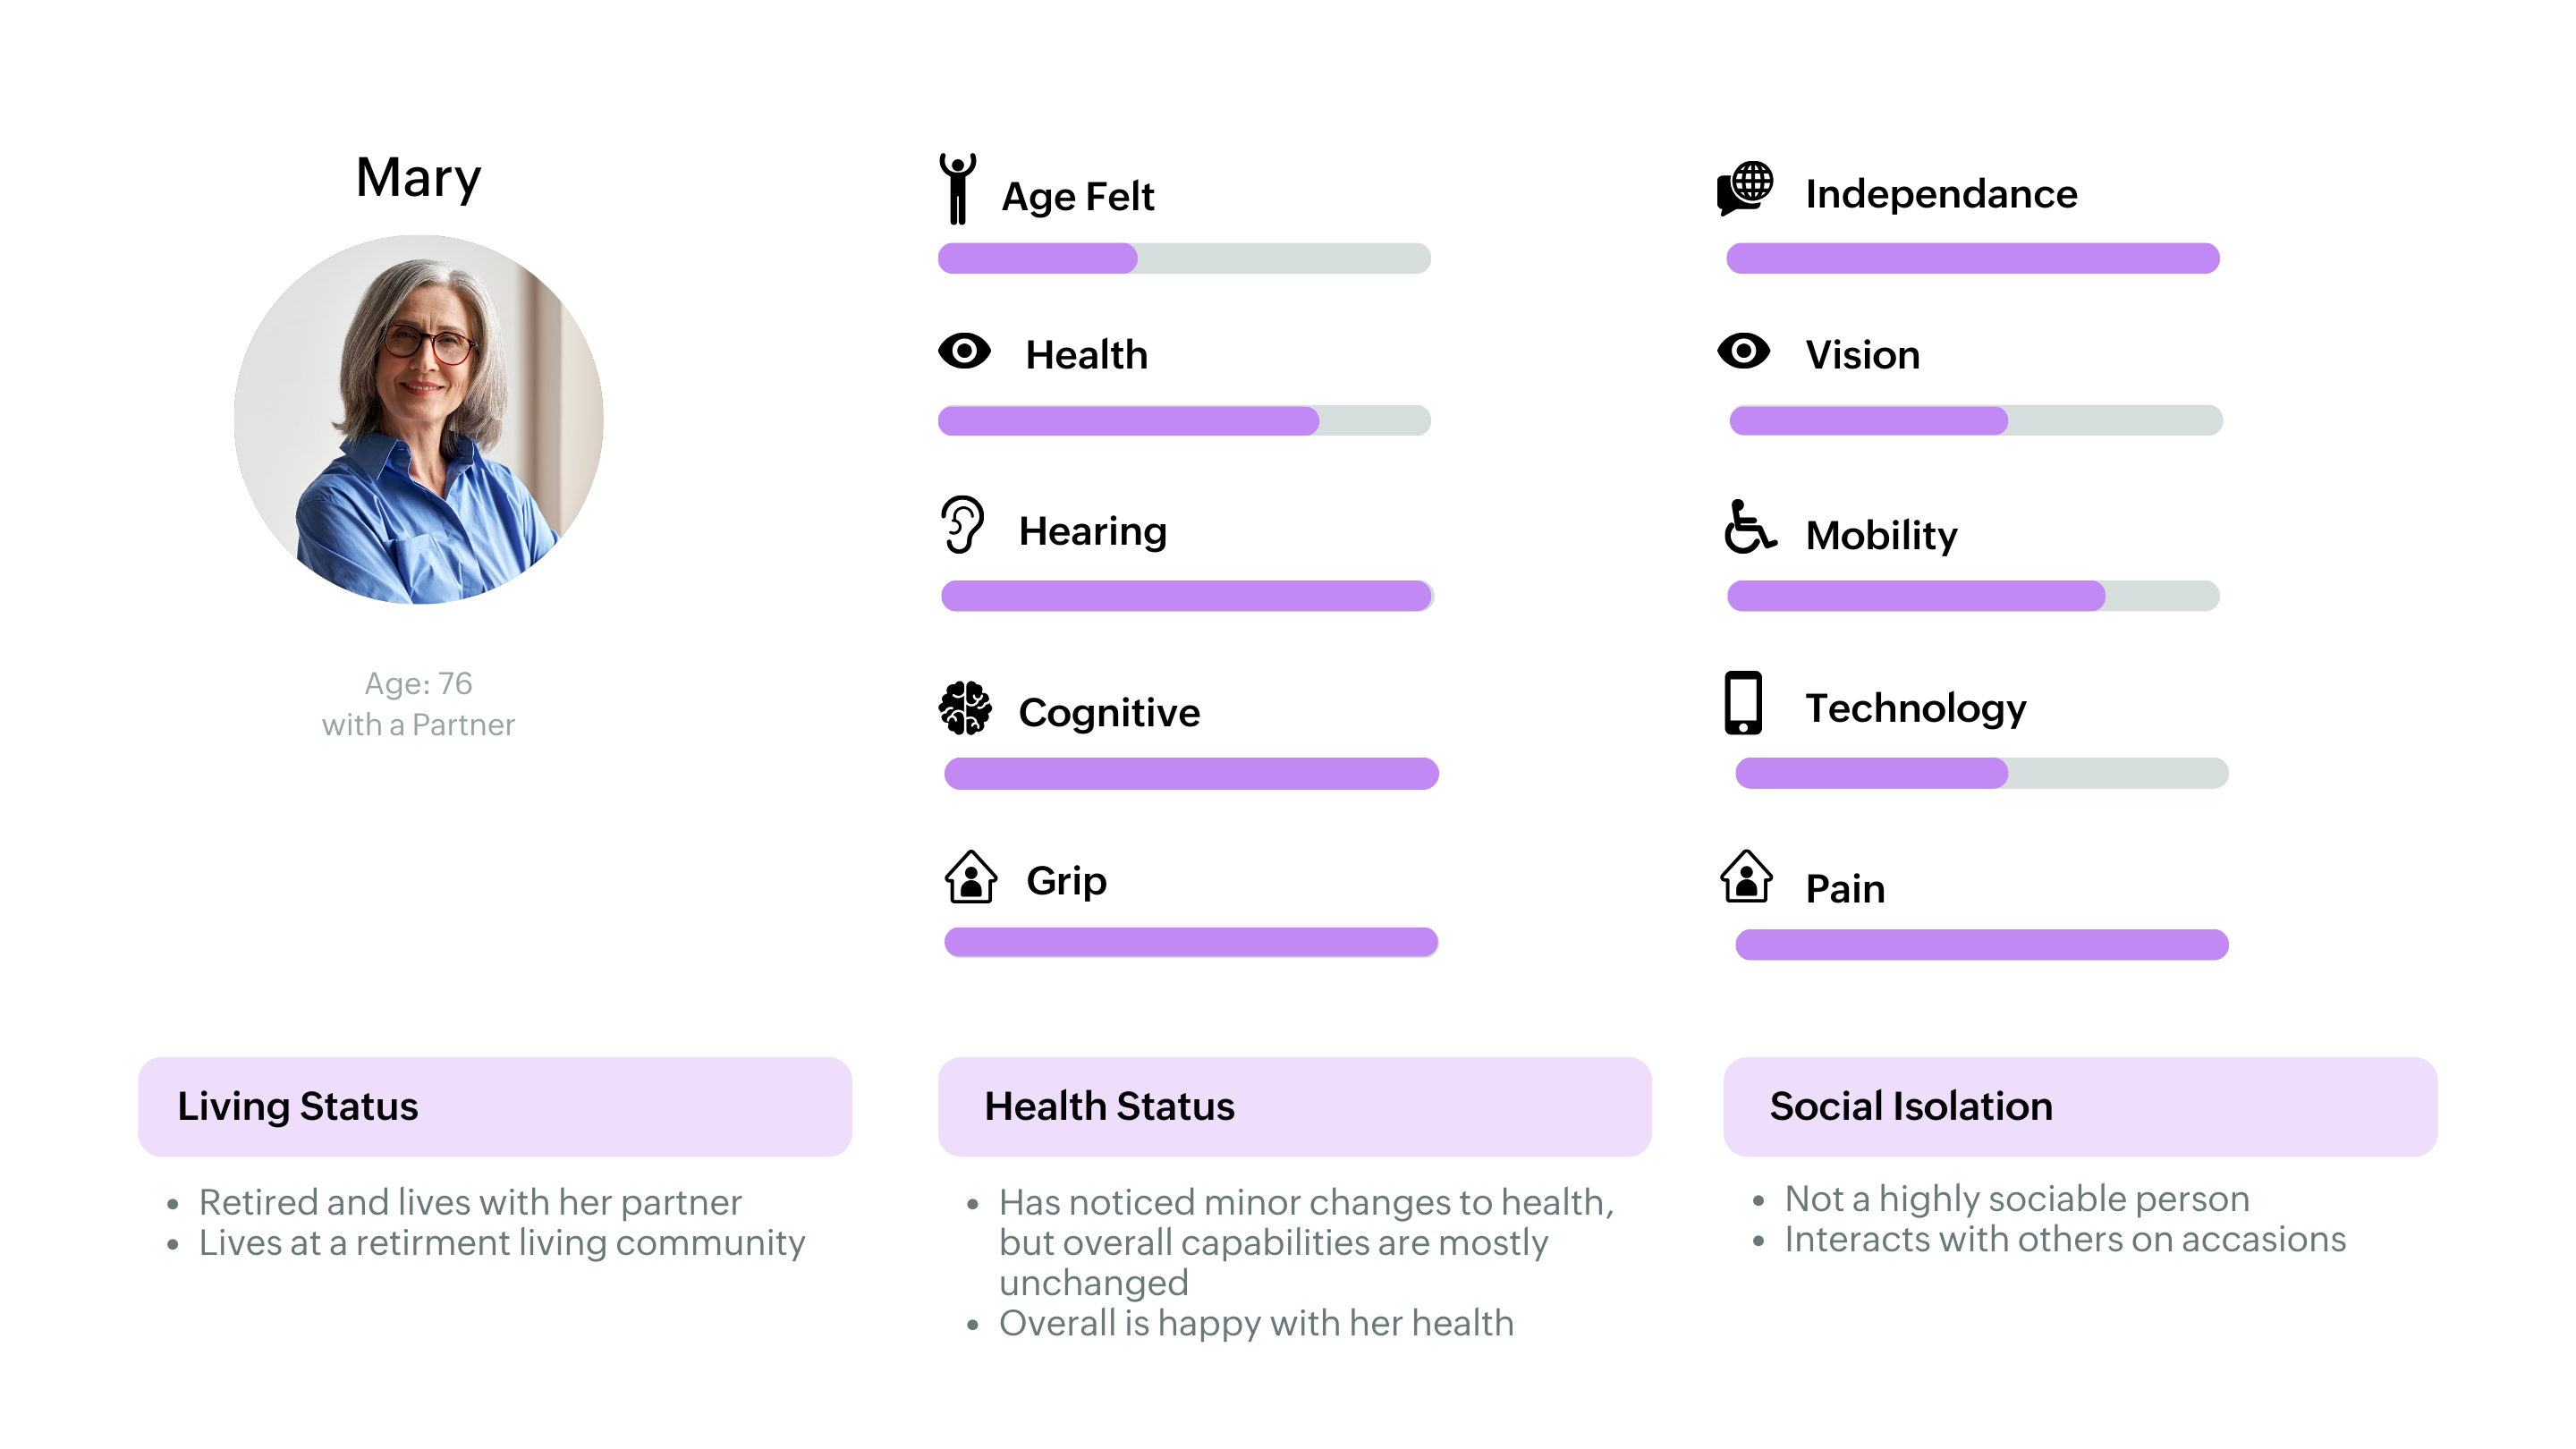 Mary
Age: 76
with a Partner
Age Felt
Health
Hearing
Cognitive
Grip
Independance
Vision
Mobility
Technology
Pain
Living Status
• Retired and lives with her partner
• Lives at a retirment living community
Health Status
• Has noticed minor changes to health,
but overall capabilities are mostly
unchanged
• Overall is happy with her health
Social Isolation
• Not a highly sociable person
• Interacts with others on accasions